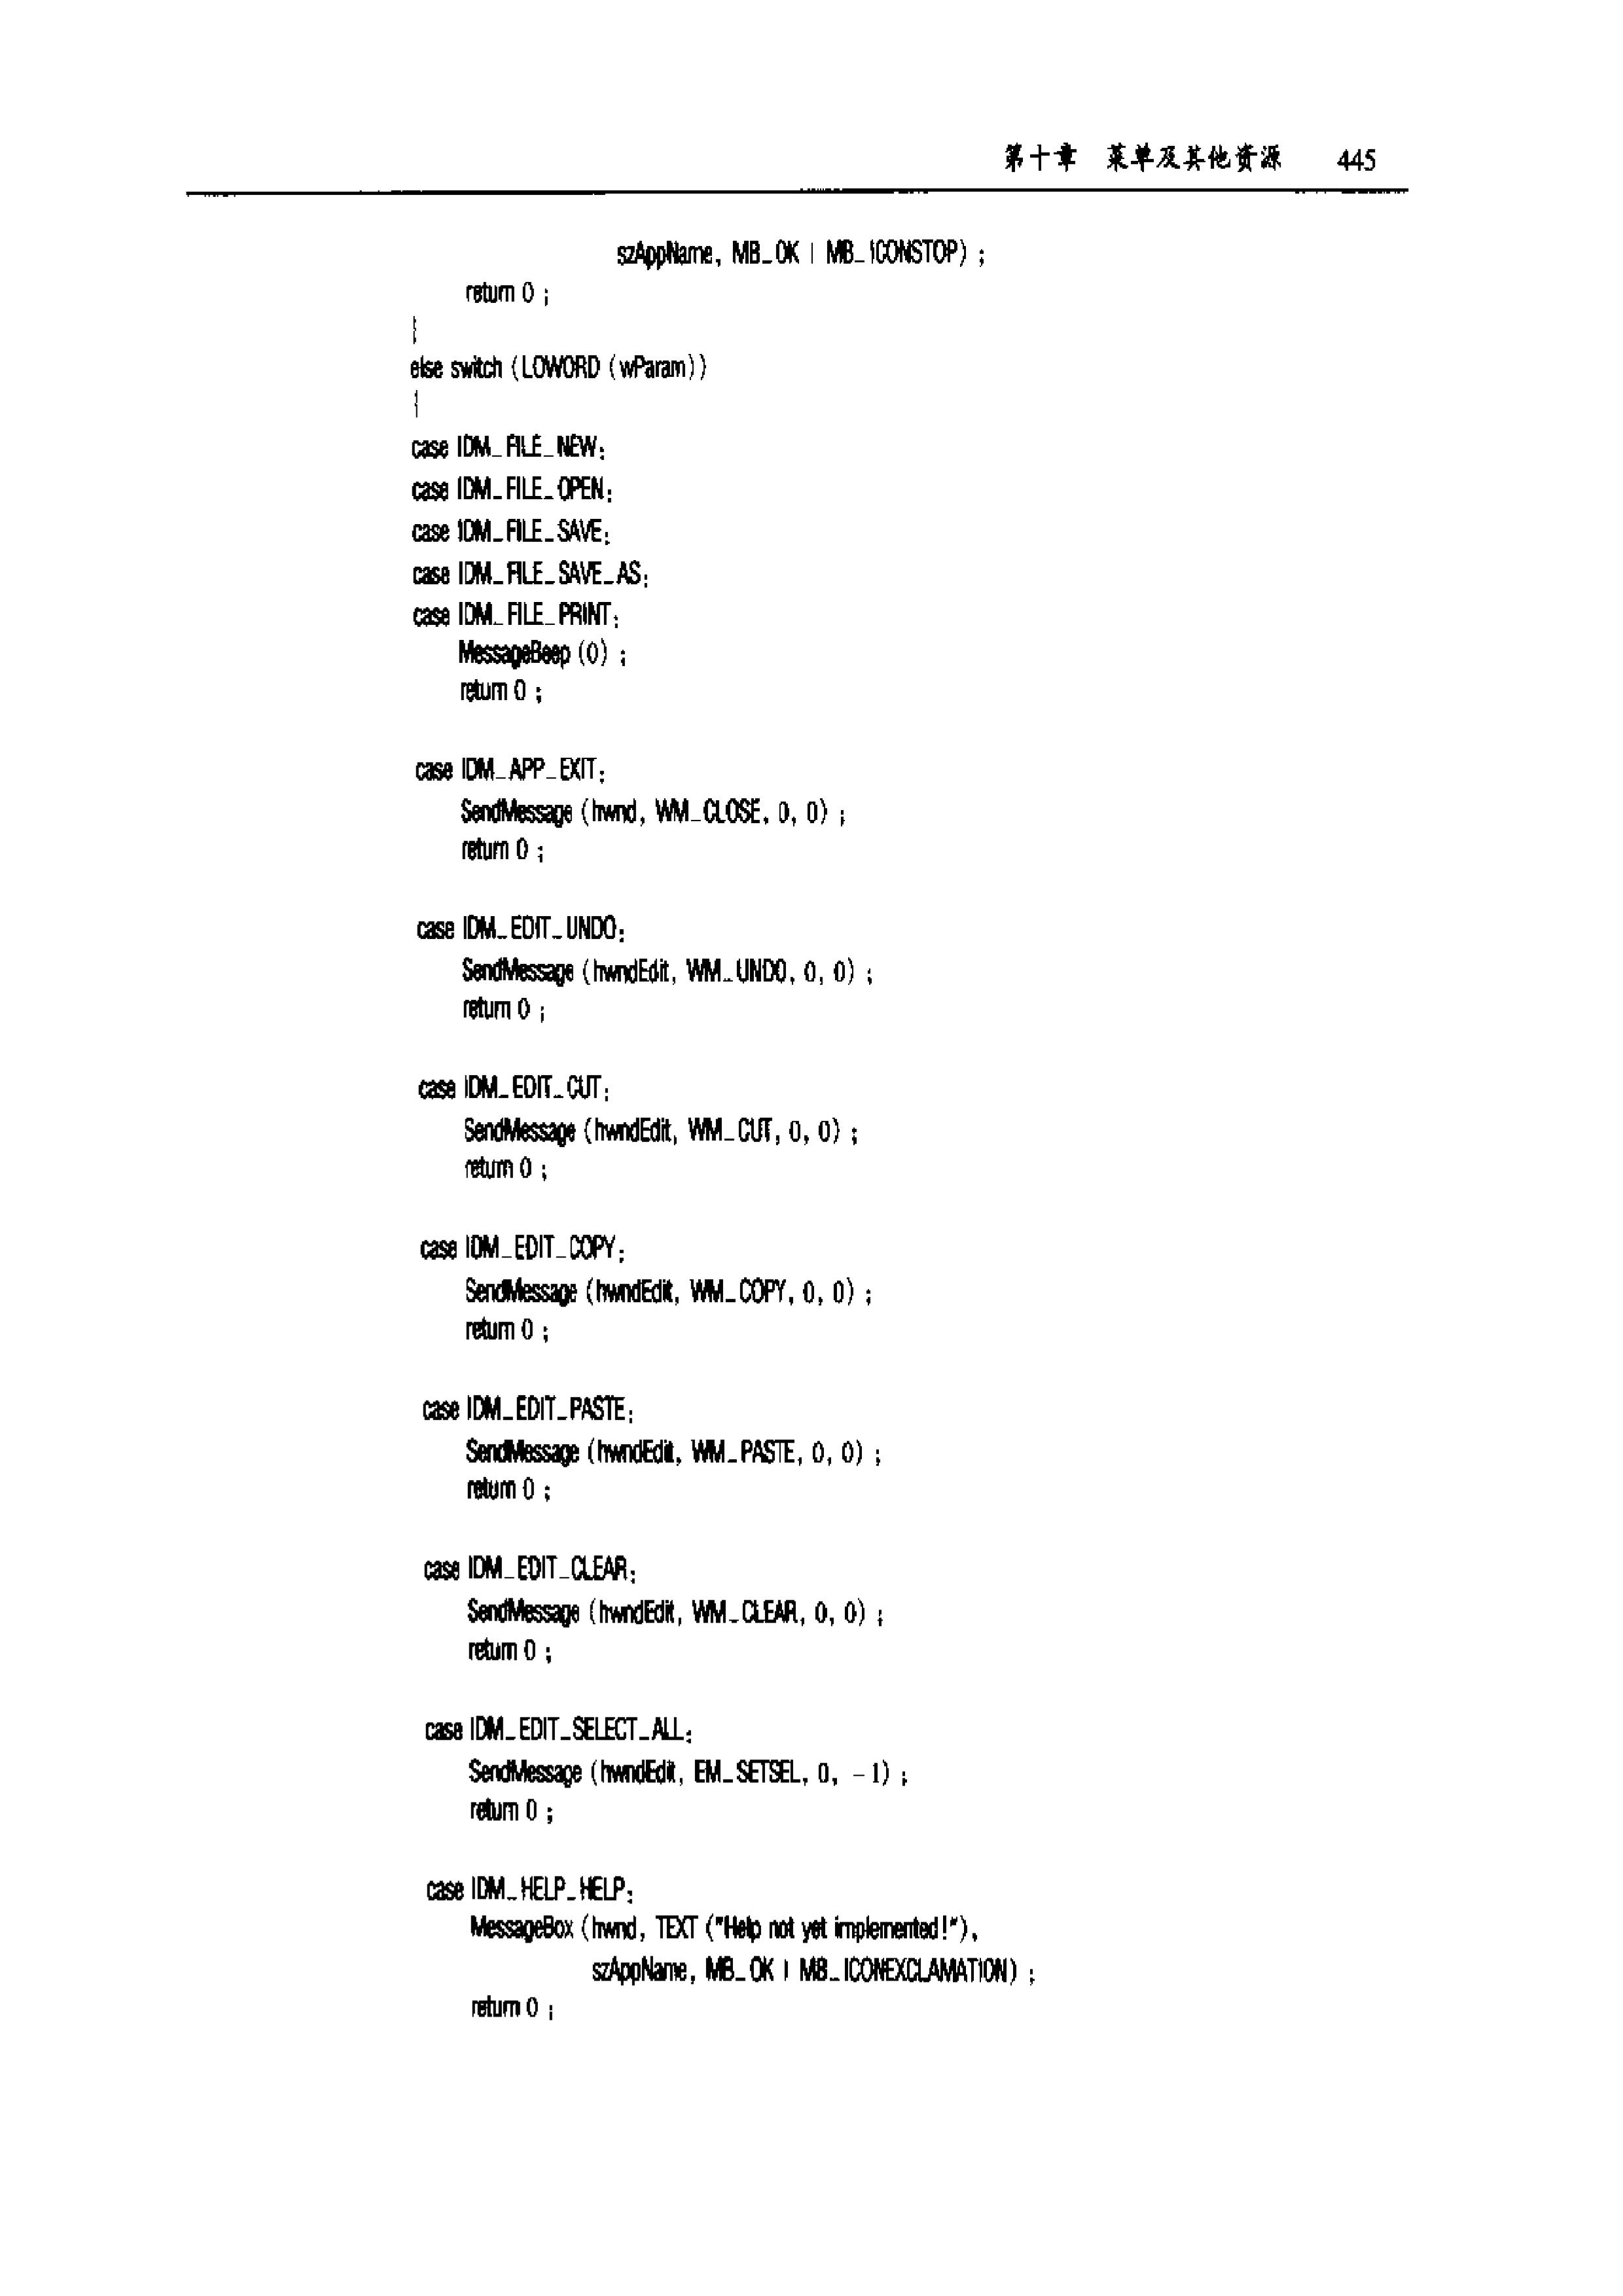 第十章 菜单及其他资源 445
szAppName, MB_OK | MB_ICONSTOP) ;
return 0 ;
}
else switch (LOWORD (wParam))
{
case IDM_FILE_NEW:
case IDM_FILE_OPEN:
case IDM_FILE_SAVE:
case IDM_FILE_SAVE_AS:
case IDM_FILE_PRINT:
MessageBeep (0) ;
return 0 ;
case IDM_APP_EXIT:
SendMessage (hwnd, WM_CLOSE, 0, 0) ;
return 0 ;
case IDM_EDIT_UNDO:
SendMessage (hwndEdit, WM_UNDO, 0, 0) ;
return 0 ;
case IDM_EDIT_CUT:
SendMessage (hwndEdit, WM_CUT, 0, 0) ;
return 0 ;
case IDM_EDIT_COPY:
SendMessage (hwndEdit, WM_COPY, 0, 0) ;
return 0 ;
case IDM_EDIT_PASTE:
SendMessage (hwndEdit, WM_PASTE, 0, 0) ;
return 0 ;
case IDM_EDIT_CLEAR:
SendMessage (hwndEdit, WM_CLEAR, 0, 0) ;
return 0 ;
case IDM_EDIT_SELECT_ALL:
SendMessage (hwndEdit, EM_SETSEL, 0, -1) ;
return 0 ;
case IDM_HELP_HELP:
MessageBox (hwnd, TEXT ("Help not yet implemented!"),
szAppName, MB_OK | MB_ICONEXCLAMATION) ;
return 0 ;